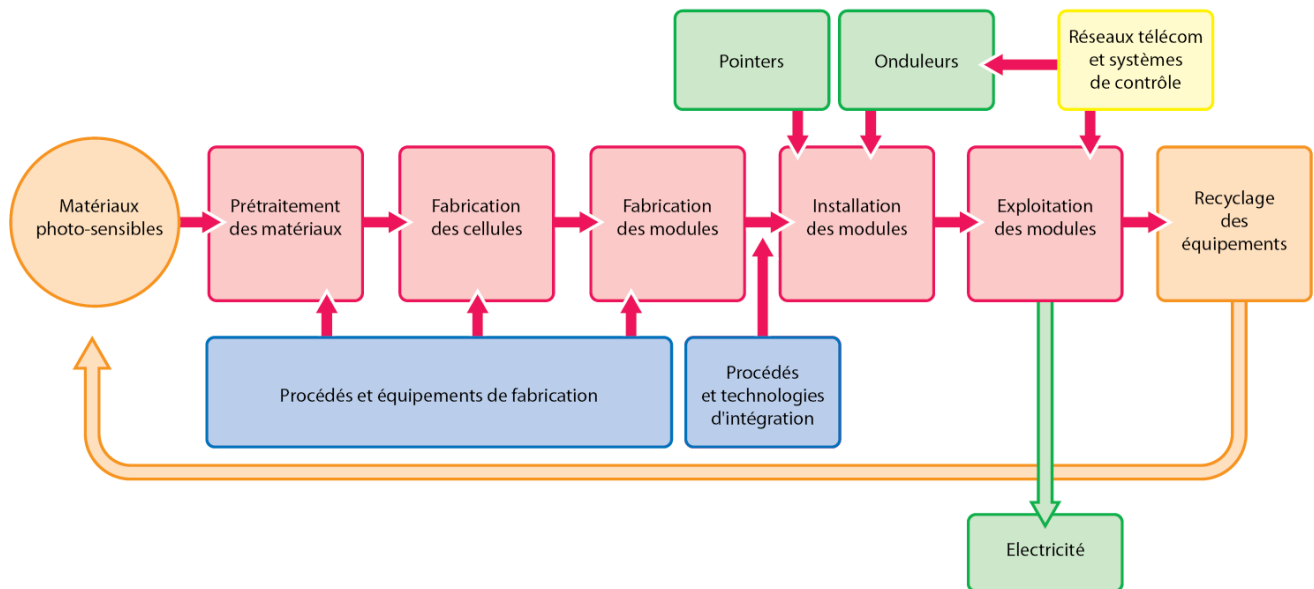 Pointers
Onduleurs
Réseaux télécom
et systèmes
de contrôle
Matériaux
photo-sensibles
Prétraitement
des matériaux
Fabrication
des cellules
Fabrication
des modules
Installation
des modules
Exploitation
des modules
Recyclage
des
équipements
Procédés et équipements de fabrication
Procédés
et technologies
d'intégration
Electricité